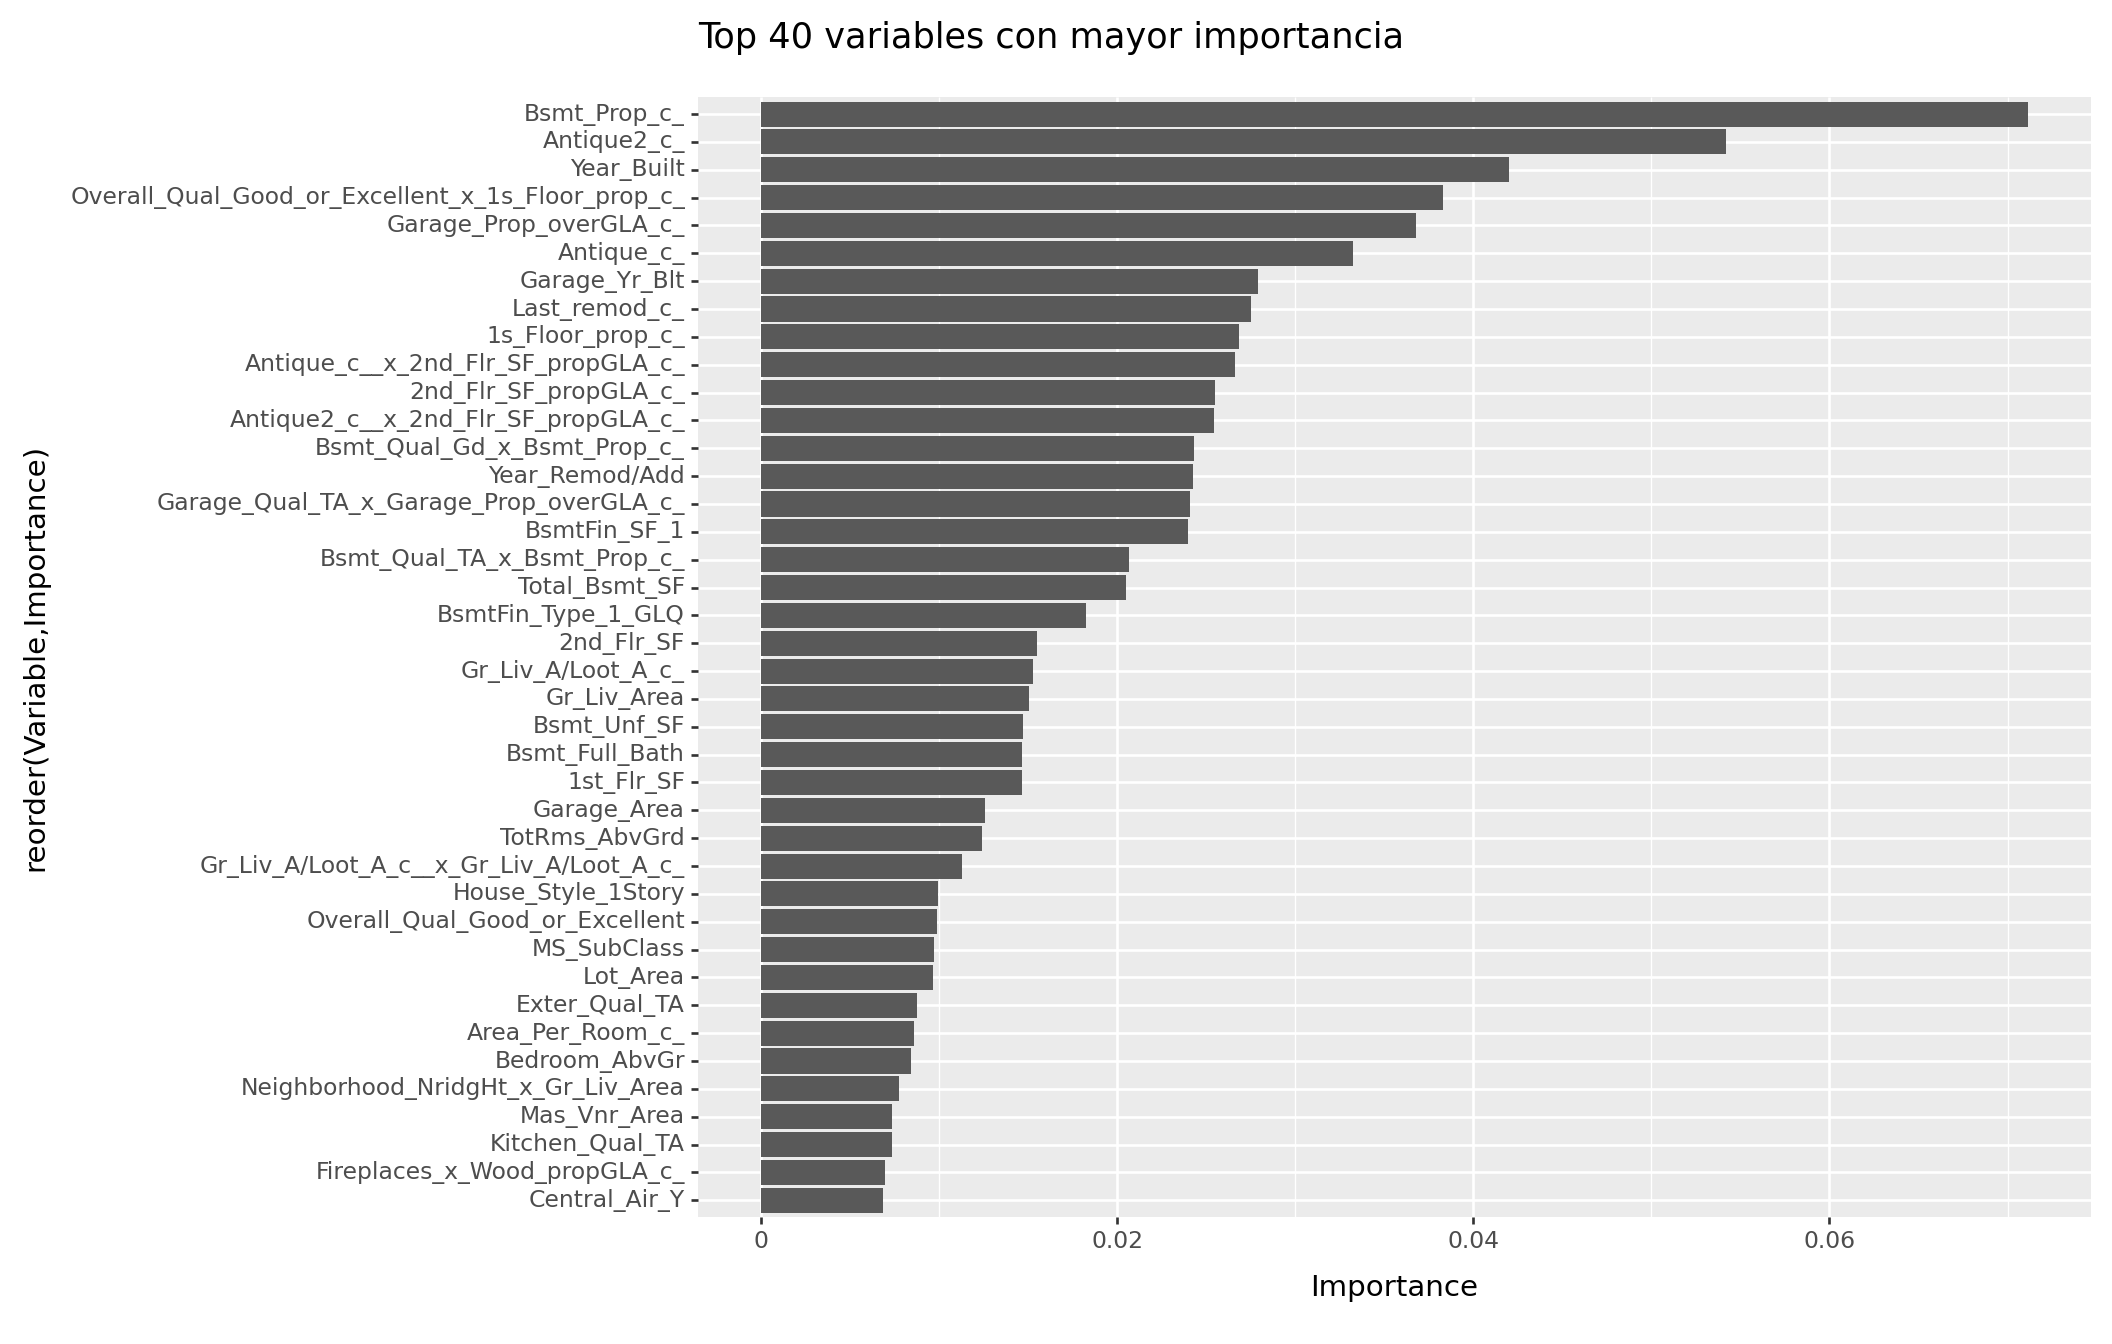 Top 40 variables con mayor importancia
Bsmt_Prop_c_
Antique2_c_
Year_Built
Overall_Qual_Good_or_Excellent_x_1s_Floor_prop_c_
Garage_Prop_overGLA_c_
Antique_c_
Garage_Yr_Blt
Last_remod_c_
1s_Floor_prop_c_
Antique_c__x_2nd_Flr_SF_propGLA_c_
2nd_Flr_SF_propGLA_c_
Antique2_c__x_2nd_Flr_SF_propGLA_c_
Bsmt_Qual_Gd_x_Bsmt_Prop_c_
Year_Remod/Add
Garage_Qual_TA_x_Garage_Prop_overGLA_c_
BsmtFin_SF_1
Bsmt_Qual_TA_x_Bsmt_Prop_c_
Total_Bsmt_SF
BsmtFin_Type_1_GLQ
2nd_Flr_SF
Gr_Liv_A/Loot_A_c_
Gr_Liv_Area
Bsmt_Unf_SF
Bsmt_Full_Bath
1st_Flr_SF
Garage_Area
TotRms_AbvGrd
Gr_Liv_A/Loot_A_c__x_Gr_Liv_A/Loot_A_c_
House_Style_1Story
Overall_Qual_Good_or_Excellent
MS_SubClass
Lot_Area
Exter_Qual_TA
Area_Per_Room_c_
Bedroom_AbvGr
Neighborhood_NridgHt_x_Gr_Liv_Area
Mas_Vnr_Area
Kitchen_Qual_TA
Fireplaces_x_Wood_propGLA_c_
Central_Air_Y
reorder(Variable,Importance)
0 0.02 0.04 0.06
Importance